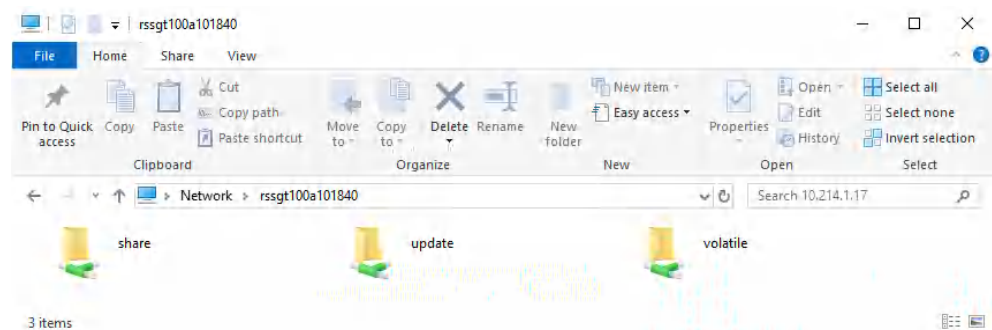 rssgt100a101840
File Home Share View
Pin to Quick access
Copy
Paste
Cut
Copy path
Paste shortcut
Move to
Copy to
Delete
Rename
New folder
New item
Easy access
Properties
Open
Edit
History
Select all
Select none
Invert selection
Clipboard Organize New Open Select
Network > rssgt100a101840
Search 10.214.1.17
share update volatile
3 items